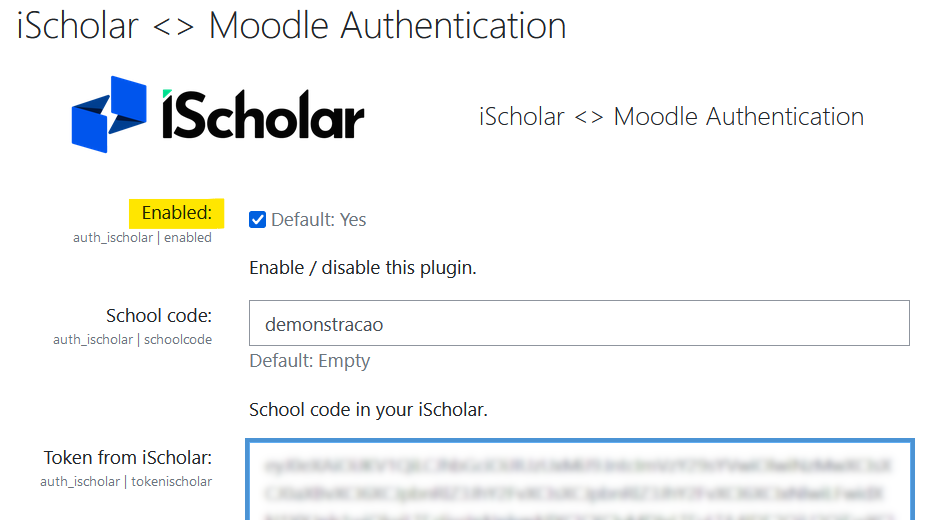 iScholar <> Moodle Authentication
iScholar
iScholar <> Moodle Authentication
Enabled:
Default: Yes
auth_ischolar | enabled
Enable / disable this plugin.
School code:
demonstracao
auth_ischolar | schoolcode
Default: Empty
School code in your iScholar.
Token from iScholar:
auth_ischolar | tokenischolar